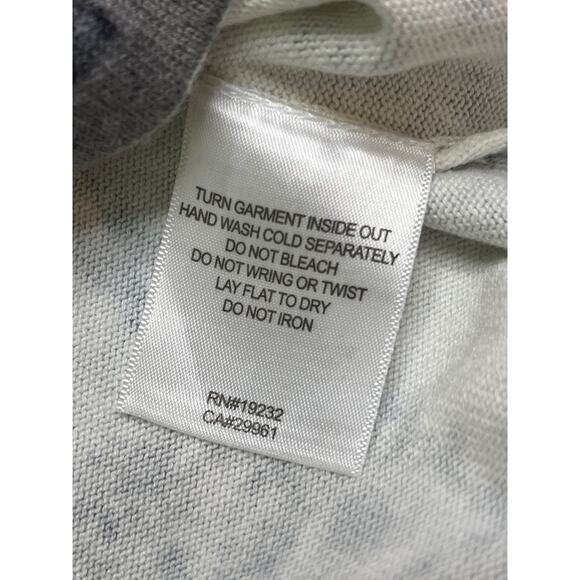 TURN GARMENT INSIDE OUT
HAND WASH COLD SEPARATELY
DO NOT BLEACH
DO NOT WRING OR TWIST
LAY FLAT TO DRY
DO NOT IRON
RN#19232
CA#29961